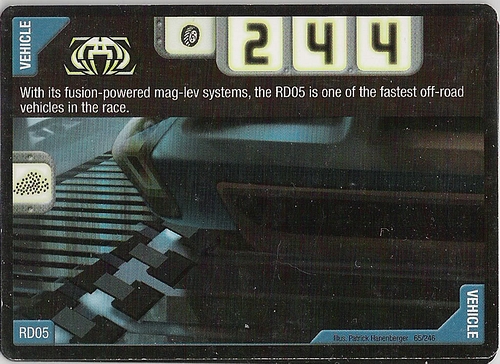 VEHICLE
2 4 4
With its fusion-powered mag-lev systems, the RD05 is one of the fastest off-road
vehicles in the race.
RD05
Illus. Patrick Hanenberger 65/246
VEHICLE